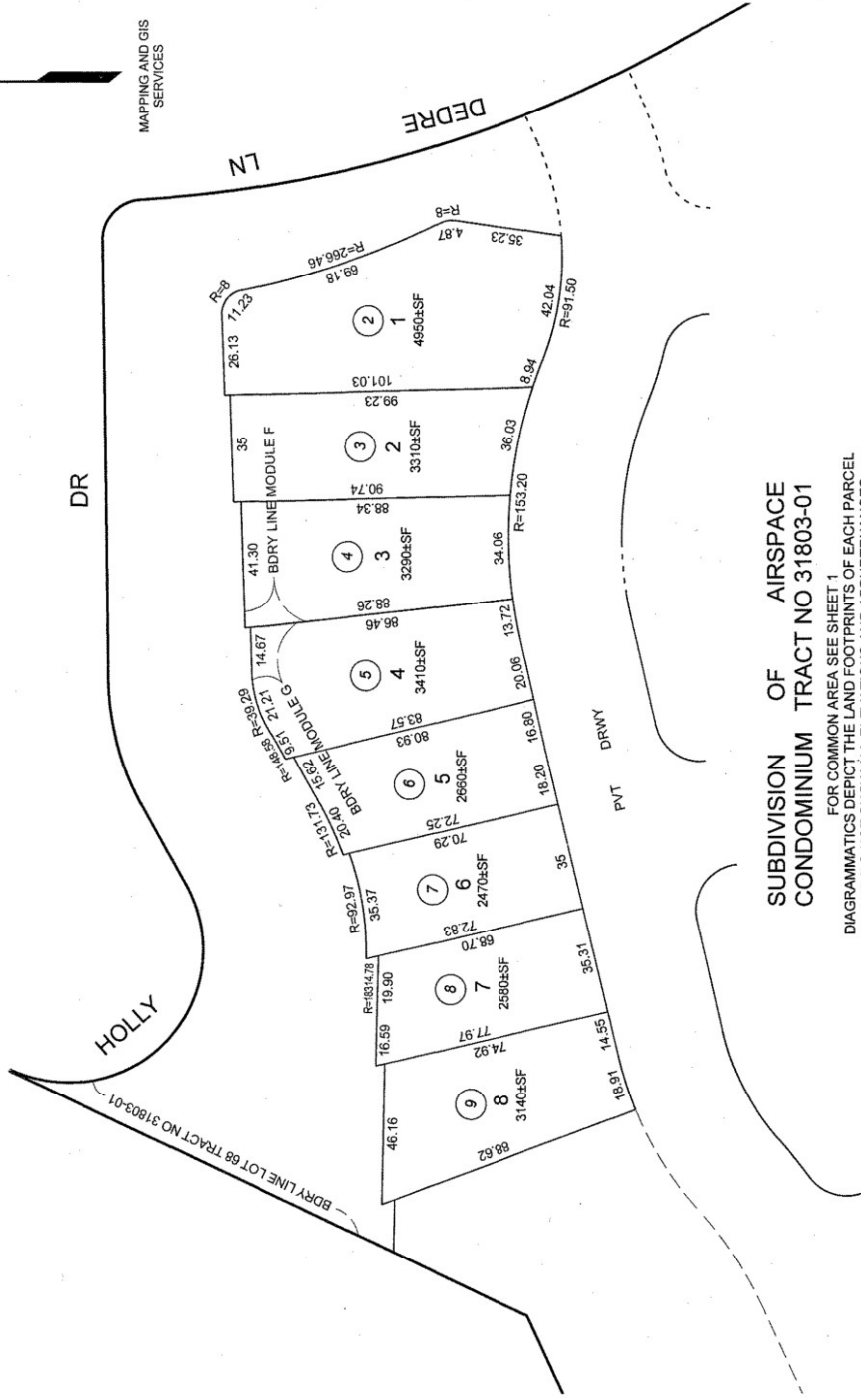 MAPPING AND GIS
SERVICES
DR
LN
DEDRE
HOLLY
BDRY LINE LOT 68 TRACT NO 31803-01
R=8
11.23
26.13
R=266.46
69.18
R=8
4.87
35.23
2
1
4950±SF
101.03
42.04
R=91.50
8.94
35
99.23
3
2
3310±SF
90.74
36.03
R=153.20
BDRY LINE MODULE F
41.30
88.34
4
3
3290±SF
88.26
34.06
14.67
R=39.29
21.21
R=148.58
9.51
86.46
5
4
3410±SF
83.57
13.72
20.06
BDRY LINE MODULE G
15.62
R=131.73
20.40
80.93
6
5
2660±SF
72.25
16.80
18.20
R=92.97
35.37
70.29
7
6
2470±SF
72.83
35
R=18314.78
19.90
16.59
68.70
8
7
2580±SF
77.97
35.31
46.16
74.92
9
8
3140±SF
88.62
14.55
18.91
PVT DRWY
SUBDIVISION OF AIRSPACE
CONDOMINIUM TRACT NO 31803-01
FOR COMMON AREA SEE SHEET 1
DIAGRAMMATICS DEPICT THE LAND FOOTPRINTS OF EACH PARCEL